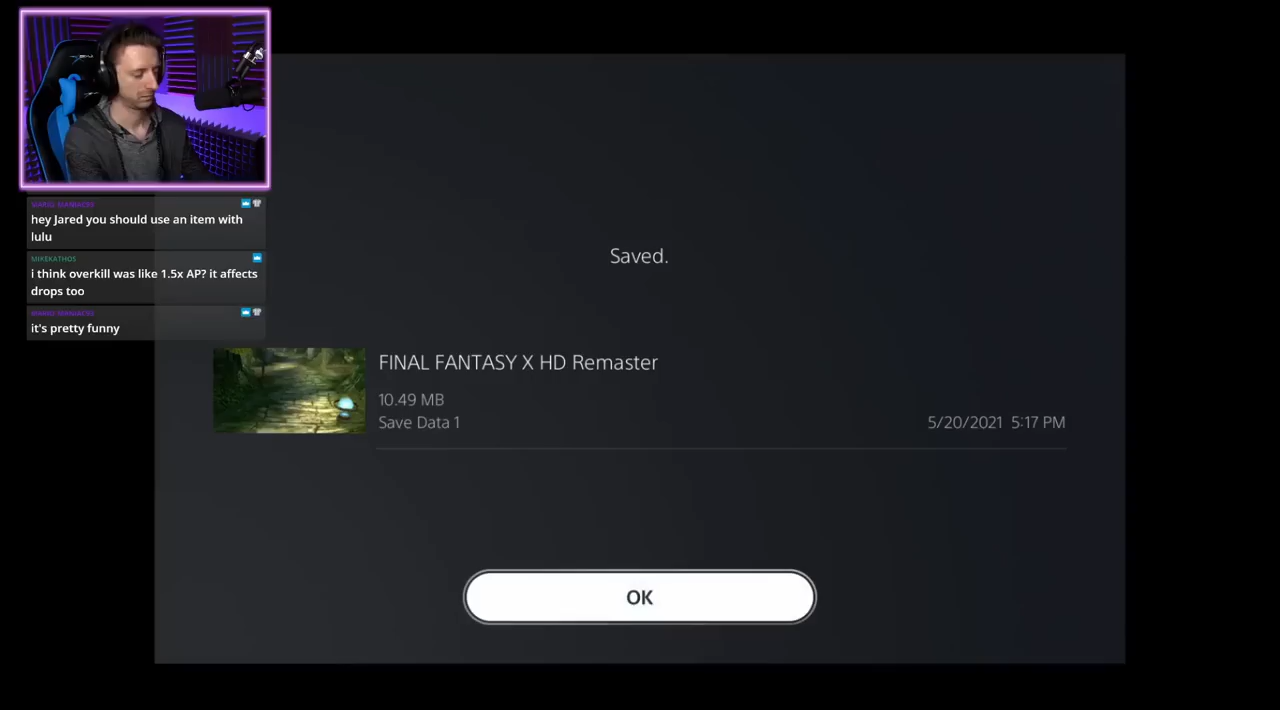 hey Jared you should use an item with
lulu
MIKEKATHOS
i think overkill was like 1.5x AP? it affects
drops too
it's pretty funny
Saved.
FINAL FANTASY X HD Remaster
10.49 MB
Save Data 1
5/20/2021 5:17 PM
OK